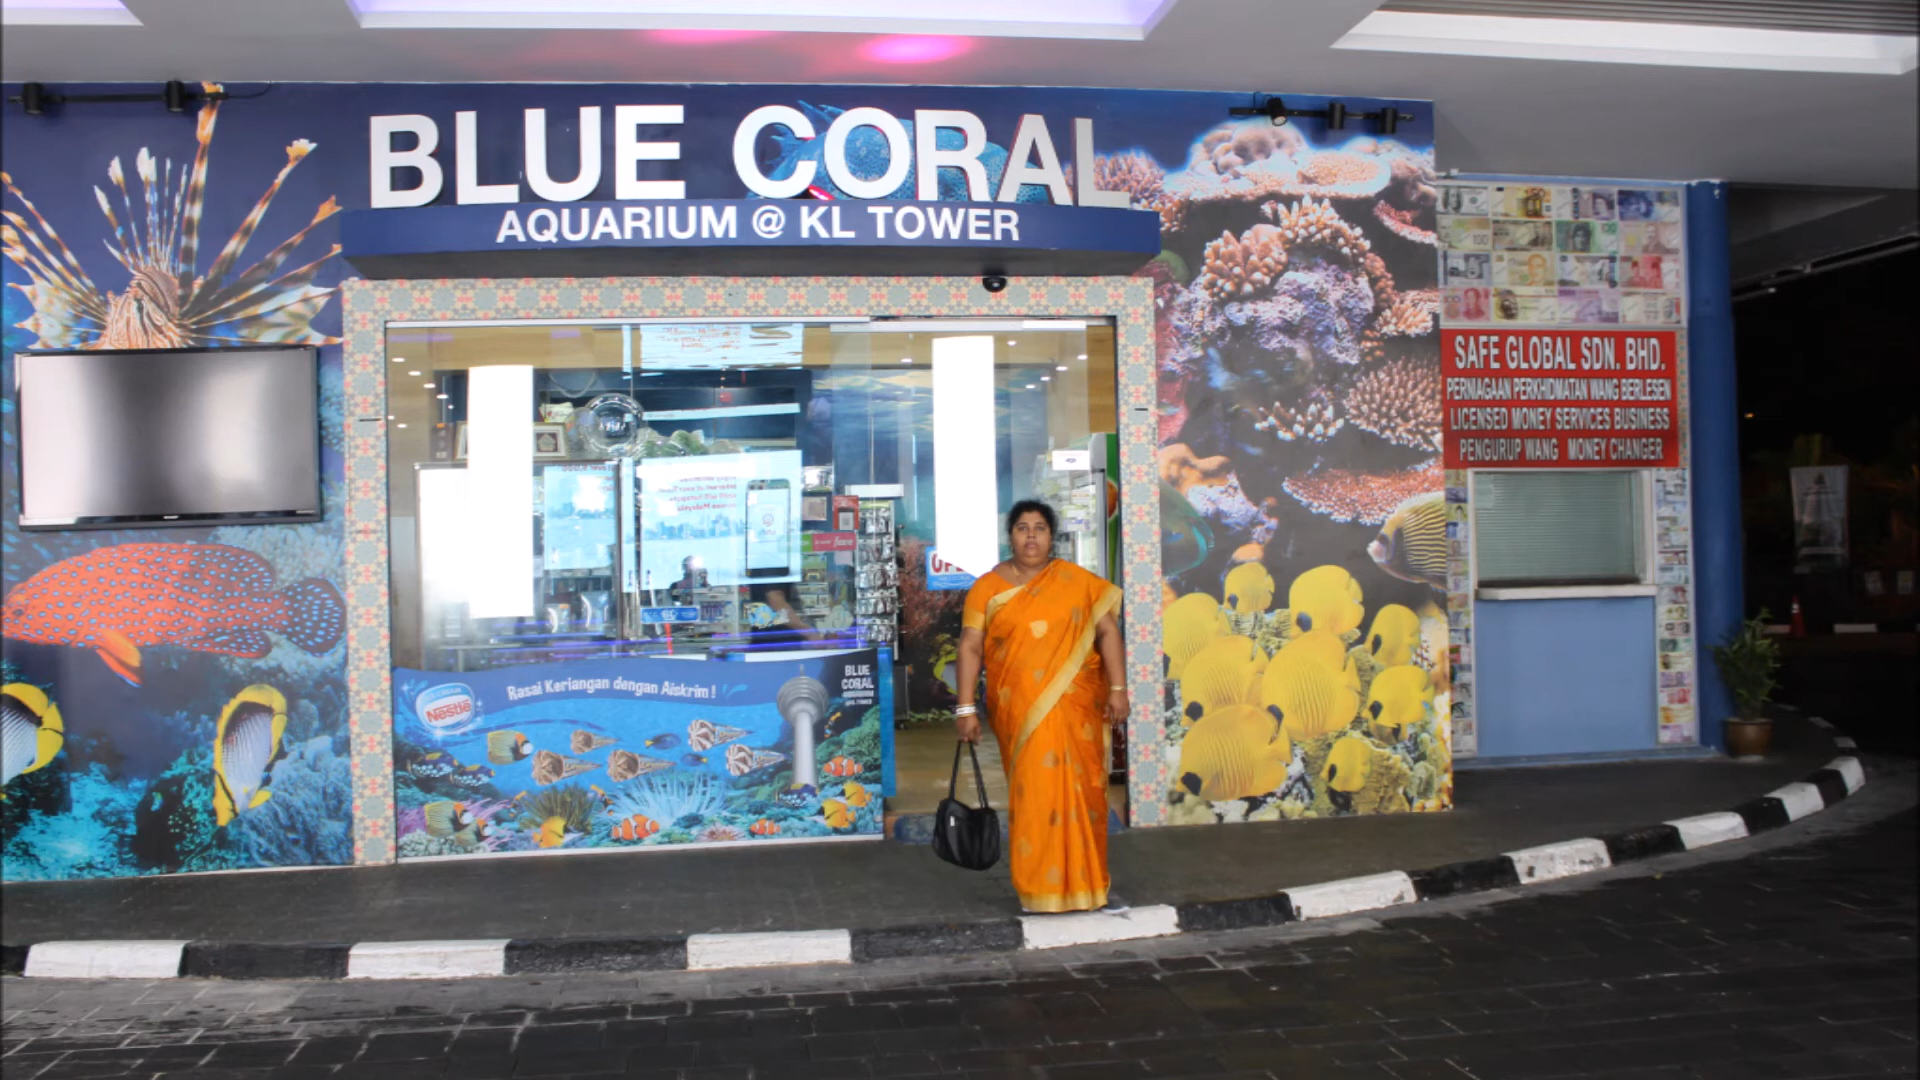 BLUE CORAL
AQUARIUM @ KL TOWER
SAFE GLOBAL SDN. BHD.
PERNIAGAAN PERKHIDMATAN WANG BERLESEN
LICENSED MONEY SERVICES BUSINESS
PENGURUP WANG MONEY CHANGER
Nestlé
Rasai Keriangan dengan Aiskrim !
BLUE
CORAL